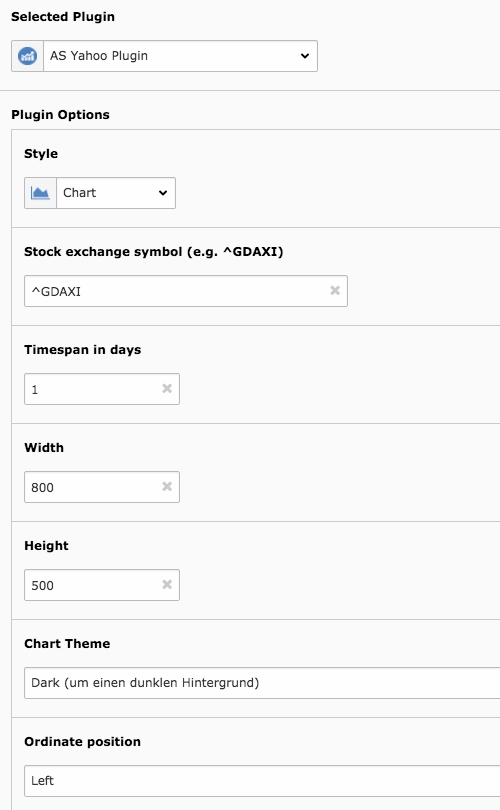 Selected Plugin
AS Yahoo Plugin
Plugin Options
Style
Chart
Stock exchange symbol (e.g. ^GDAXI)
^GDAXI
Timespan in days
1
Width
800
Height
500
Chart Theme
Dark (um einen dunklen Hintergrund)
Ordinate position
Left